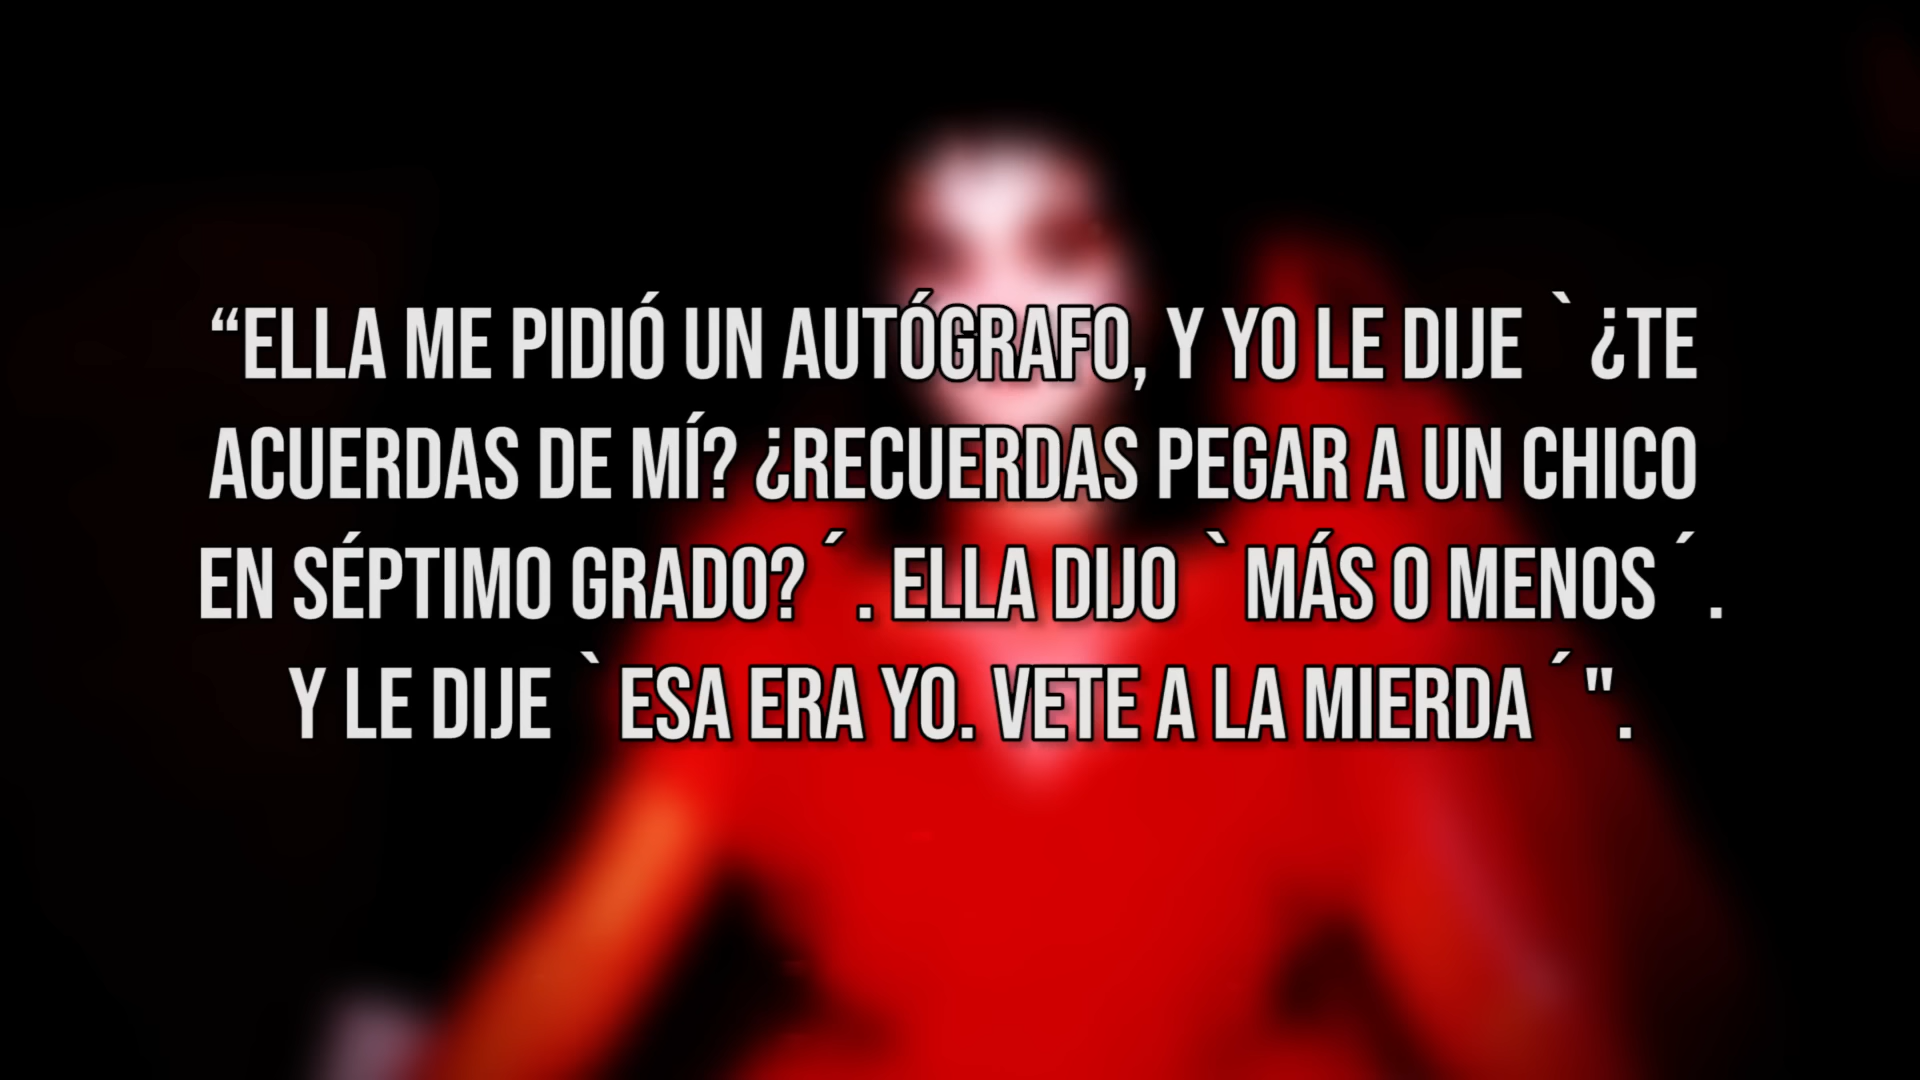 “ELLA ME PIDIÓ UN AUTÓGRAFO, Y YO LE DIJE `¿TE
ACUERDAS DE MÍ? ¿RECUERDAS PEGAR A UN CHICO
EN SÉPTIMO GRADO?´. ELLA DIJO `MÁS O MENOS´.
Y LE DIJE `ESA ERA YO. VETE A LA MIERDA´".